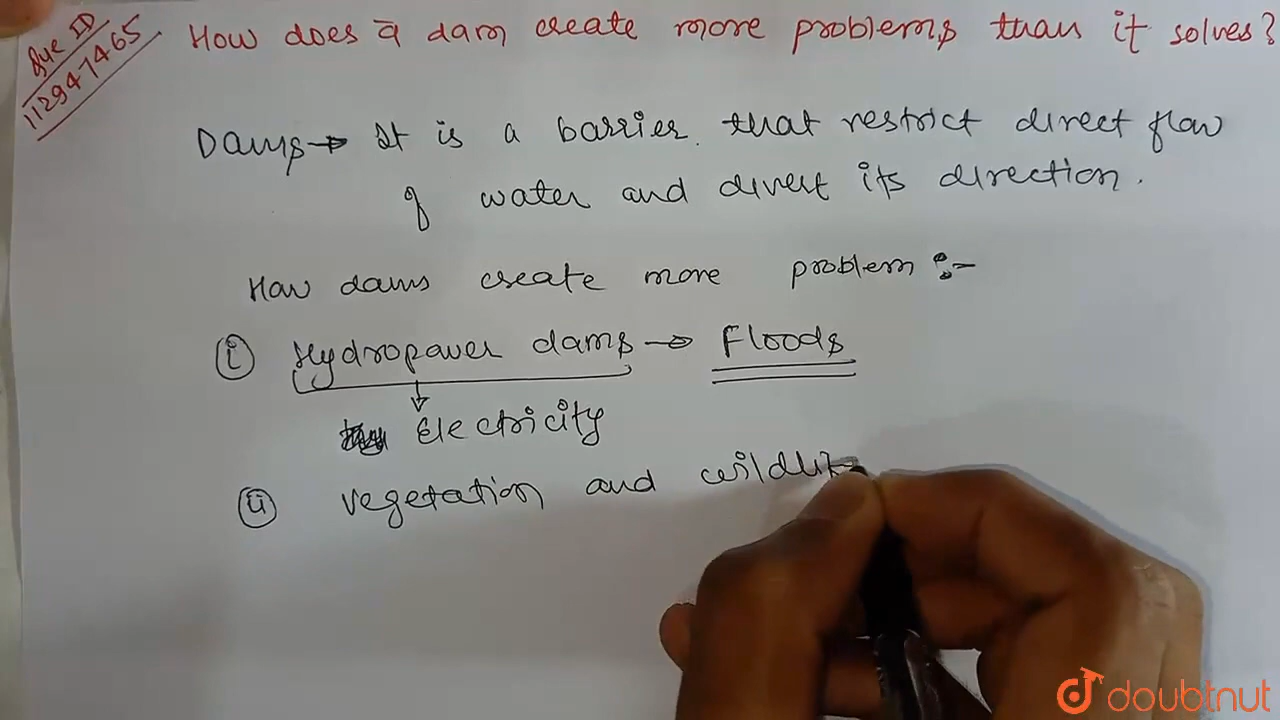 Que ID
112947465
How does a dam create more problems than it solves?
Dams → It is a barrier that restrict direct flow
of water and divert its direction.
How dams create more problem :-
(i) Hydropower dams → Floods
Electricity
(ii) vegetation and wildlife
doubtnut